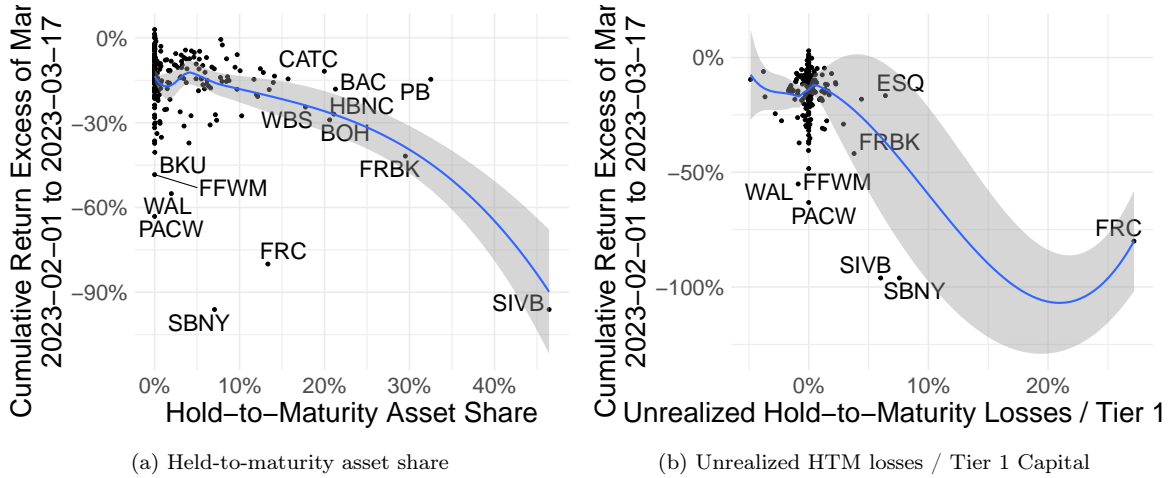 Cumulative Return Excess of Mar
2023−02−01 to 2023−03−17
0%
−30%
−60%
−90%
CATC
BAC
PB
HBNC
WBS
BOH
FRBK
BKU
FFWM
WAL
PACW
FRC
SIVB
SBNY
0%
10%
20%
30%
40%
Hold−to−Maturity Asset Share
(a) Held-to-maturity asset share
Cumulative Return Excess of Mar
2023−02−01 to 2023−03−17
0%
−50%
−100%
ESQ
FRBK
WAL
FFWM
PACW
FRC
SIVB
SBNY
0%
10%
20%
Unrealized Hold−to−Maturity Losses / Tier 1
(b) Unrealized HTM losses / Tier 1 Capital